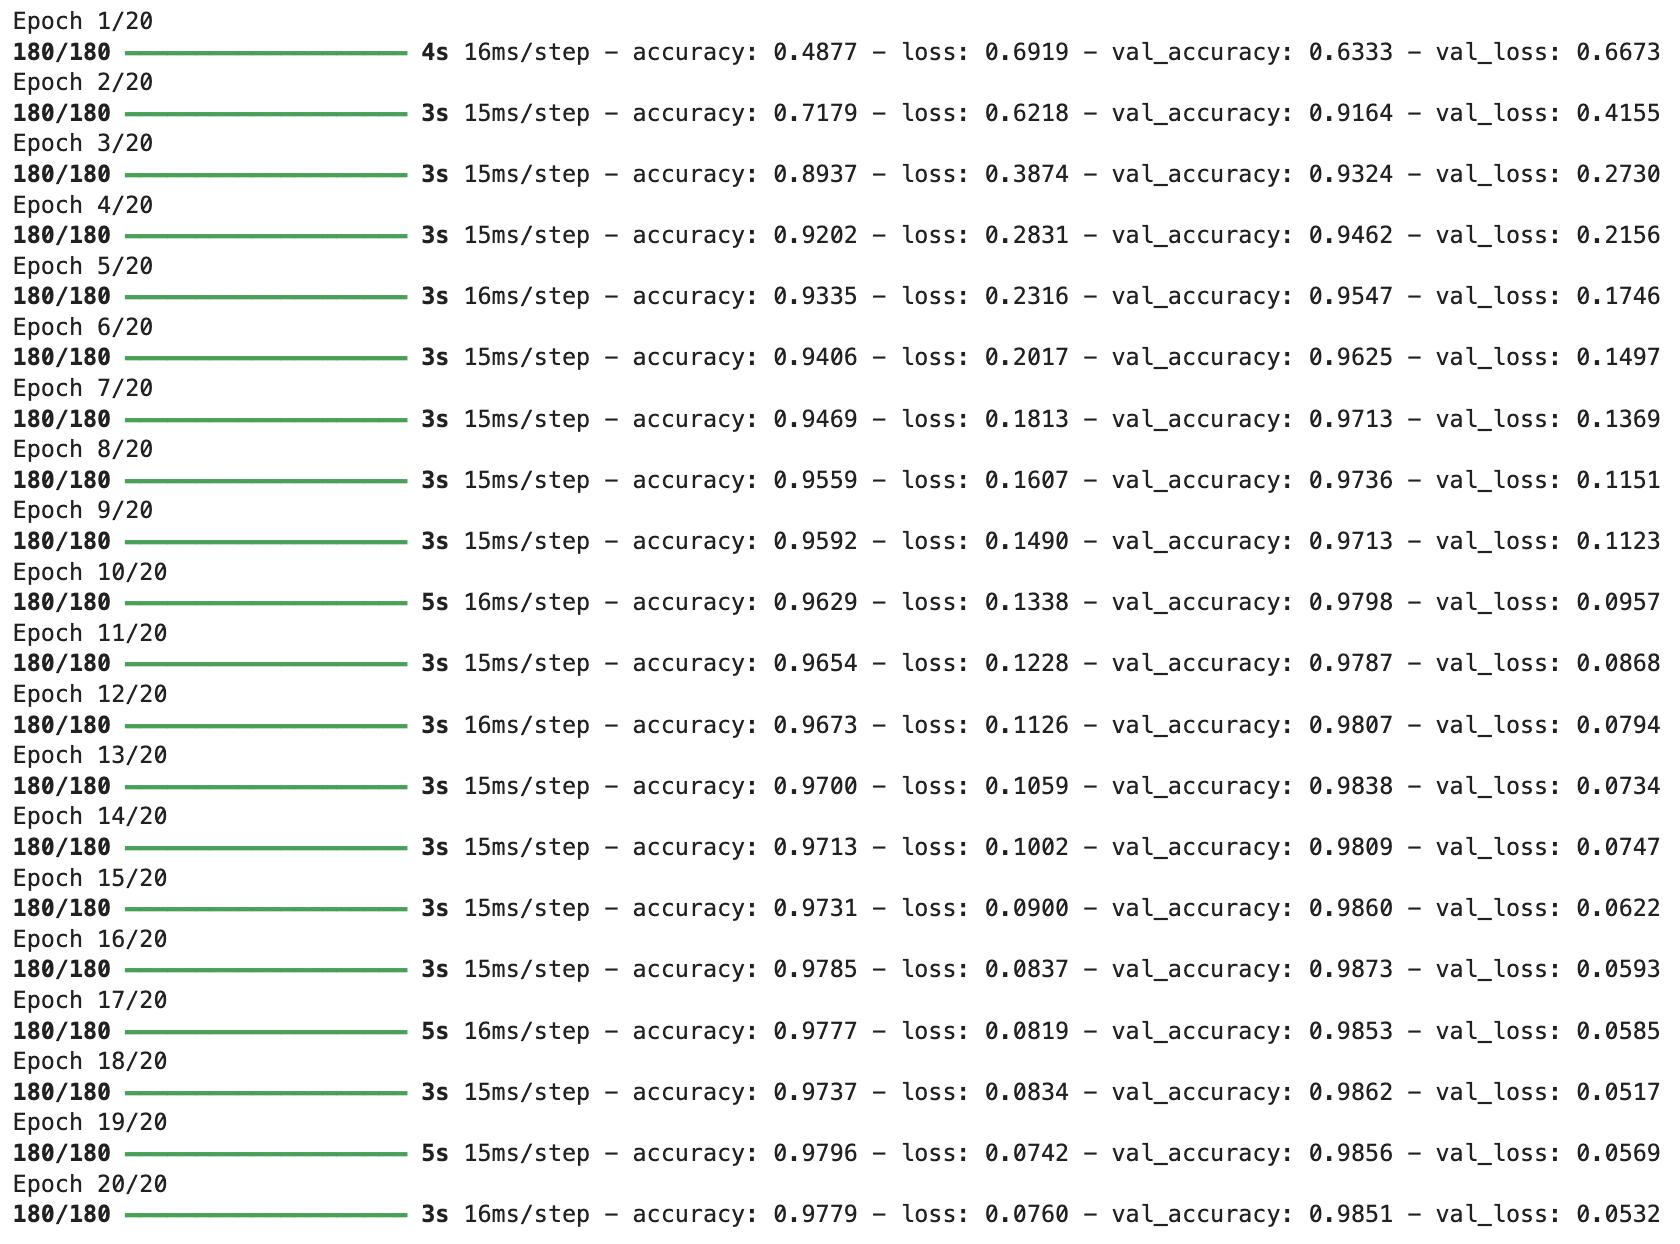 Epoch 1/20
180/180 ━━━━━━━━━━━━━━━━━━━━ 4s 16ms/step - accuracy: 0.4877 - loss: 0.6919 - val_accuracy: 0.6333 - val_loss: 0.6673
Epoch 2/20
180/180 ━━━━━━━━━━━━━━━━━━━━ 3s 15ms/step - accuracy: 0.7179 - loss: 0.6218 - val_accuracy: 0.9164 - val_loss: 0.4155
Epoch 3/20
180/180 ━━━━━━━━━━━━━━━━━━━━ 3s 15ms/step - accuracy: 0.8937 - loss: 0.3874 - val_accuracy: 0.9324 - val_loss: 0.2730
Epoch 4/20
180/180 ━━━━━━━━━━━━━━━━━━━━ 3s 15ms/step - accuracy: 0.9202 - loss: 0.2831 - val_accuracy: 0.9462 - val_loss: 0.2156
Epoch 5/20
180/180 ━━━━━━━━━━━━━━━━━━━━ 3s 16ms/step - accuracy: 0.9335 - loss: 0.2316 - val_accuracy: 0.9547 - val_loss: 0.1746
Epoch 6/20
180/180 ━━━━━━━━━━━━━━━━━━━━ 3s 15ms/step - accuracy: 0.9406 - loss: 0.2017 - val_accuracy: 0.9625 - val_loss: 0.1497
Epoch 7/20
180/180 ━━━━━━━━━━━━━━━━━━━━ 3s 15ms/step - accuracy: 0.9469 - loss: 0.1813 - val_accuracy: 0.9713 - val_loss: 0.1369
Epoch 8/20
180/180 ━━━━━━━━━━━━━━━━━━━━ 3s 15ms/step - accuracy: 0.9559 - loss: 0.1607 - val_accuracy: 0.9736 - val_loss: 0.1151
Epoch 9/20
180/180 ━━━━━━━━━━━━━━━━━━━━ 3s 15ms/step - accuracy: 0.9592 - loss: 0.1490 - val_accuracy: 0.9713 - val_loss: 0.1123
Epoch 10/20
180/180 ━━━━━━━━━━━━━━━━━━━━ 5s 16ms/step - accuracy: 0.9629 - loss: 0.1338 - val_accuracy: 0.9798 - val_loss: 0.0957
Epoch 11/20
180/180 ━━━━━━━━━━━━━━━━━━━━ 3s 15ms/step - accuracy: 0.9654 - loss: 0.1228 - val_accuracy: 0.9787 - val_loss: 0.0868
Epoch 12/20
180/180 ━━━━━━━━━━━━━━━━━━━━ 3s 16ms/step - accuracy: 0.9673 - loss: 0.1126 - val_accuracy: 0.9807 - val_loss: 0.0794
Epoch 13/20
180/180 ━━━━━━━━━━━━━━━━━━━━ 3s 15ms/step - accuracy: 0.9700 - loss: 0.1059 - val_accuracy: 0.9838 - val_loss: 0.0734
Epoch 14/20
180/180 ━━━━━━━━━━━━━━━━━━━━ 3s 15ms/step - accuracy: 0.9713 - loss: 0.1002 - val_accuracy: 0.9809 - val_loss: 0.0747
Epoch 15/20
180/180 ━━━━━━━━━━━━━━━━━━━━ 3s 15ms/step - accuracy: 0.9731 - loss: 0.0900 - val_accuracy: 0.9860 - val_loss: 0.0622
Epoch 16/20
180/180 ━━━━━━━━━━━━━━━━━━━━ 3s 15ms/step - accuracy: 0.9785 - loss: 0.0837 - val_accuracy: 0.9873 - val_loss: 0.0593
Epoch 17/20
180/180 ━━━━━━━━━━━━━━━━━━━━ 5s 16ms/step - accuracy: 0.9777 - loss: 0.0819 - val_accuracy: 0.9853 - val_loss: 0.0585
Epoch 18/20
180/180 ━━━━━━━━━━━━━━━━━━━━ 3s 15ms/step - accuracy: 0.9737 - loss: 0.0834 - val_accuracy: 0.9862 - val_loss: 0.0517
Epoch 19/20
180/180 ━━━━━━━━━━━━━━━━━━━━ 5s 15ms/step - accuracy: 0.9796 - loss: 0.0742 - val_accuracy: 0.9856 - val_loss: 0.0569
Epoch 20/20
180/180 ━━━━━━━━━━━━━━━━━━━━ 3s 16ms/step - accuracy: 0.9779 - loss: 0.0760 - val_accuracy: 0.9851 - val_loss: 0.0532